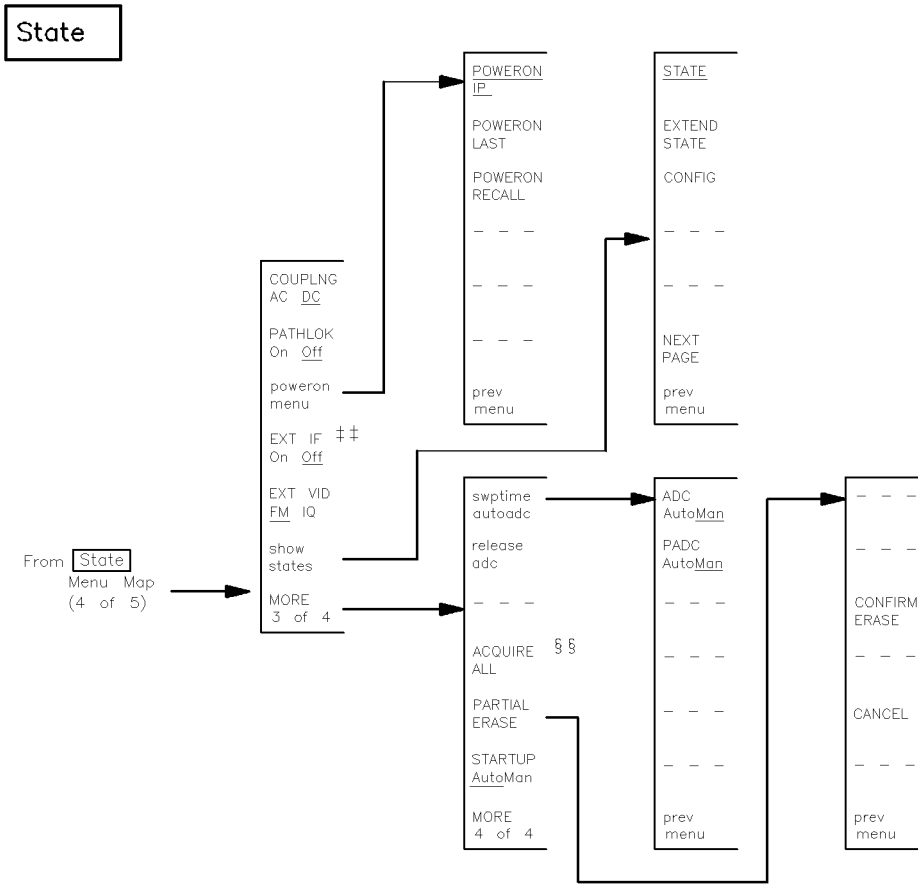 State
From State
Menu Map
(4 of 5)
COUPLNG
AC DC
PATHLOK
On Off
poweron
menu
EXT IF ‡‡
On Off
EXT VID
FM IQ
show
states
MORE
3 of 4
POWERON
IP
POWERON
LAST
POWERON
RECALL
- - -
- - -
- - -
prev
menu
STATE
EXTEND
STATE
CONFIG
- - -
- - -
NEXT
PAGE
prev
menu
swptime
autoadc
release
adc
- - -
ACQUIRE §§
ALL
PARTIAL
ERASE
STARTUP
AutoMan
MORE
4 of 4
ADC
AutoMan
PADC
AutoMan
- - -
- - -
- - -
- - -
prev
menu
- - -
- - -
CONFIRM
ERASE
- - -
CANCEL
- - -
prev
menu